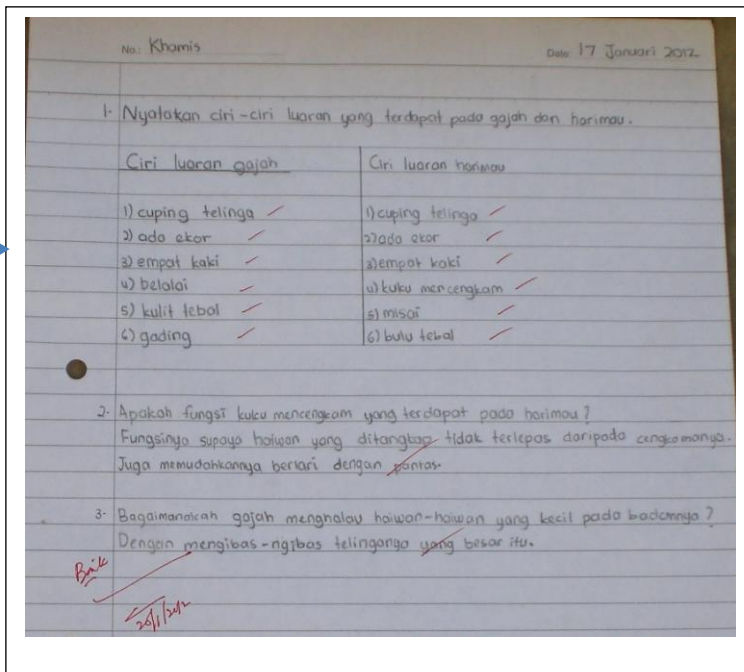 No.: Khamis
Date 17 Januari 2012
1. Nyatakan ciri-ciri luaran yang terdapat pada gajah dan harimau.
Ciri luaran gajah
1) cuping telinga
2) ada ekor
3) empat kaki
4) belalai
5) kulit tebal
6) gading
Ciri luaran harimau
1) cuping telinga
2) ada ekor
3) empat kaki
4) kuku mencengkam
5) misai
6) bulu tebal
2. Apakah fungsi kuku mencengkam yang terdapat pada harimau?
Fungsinya supaya haiwan yang ditangkap tidak terlepas daripada cengkamanya.
Juga memudahkannya berlari dengan pantas.
3. Bagaimanakah gajah menghalau haiwan-haiwan yang kecil pada badannya?
Dengan mengibas-ngibas telinganya yang besar itu.
Baik